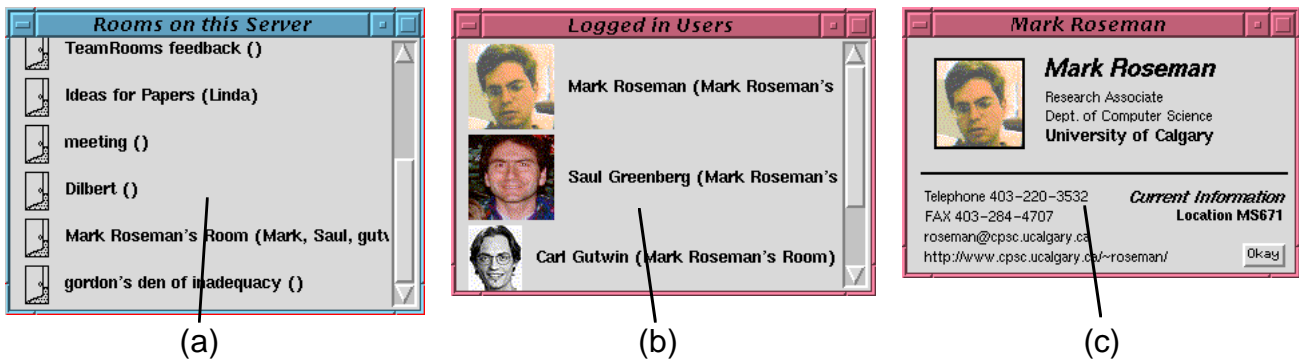 Rooms on this Server
TeamRooms feedback ()
Ideas for Papers (Linda)
meeting ()
Dilbert ()
Mark Roseman's Room (Mark, Saul, gutw
gordon's den of inadequacy ()
(a)
Logged in Users
Mark Roseman (Mark Roseman's
Saul Greenberg (Mark Roseman's
Carl Gutwin (Mark Roseman's Room)
(b)
Mark Roseman
Mark Roseman
Research Associate
Dept. of Computer Science
University of Calgary
Telephone 403-220-3532
Current Information
FAX 403-284-4707
Location MS671
roseman@cpsc.ucalgary.ca
http://www.cpsc.ucalgary.ca/~roseman/
Okay
(c)